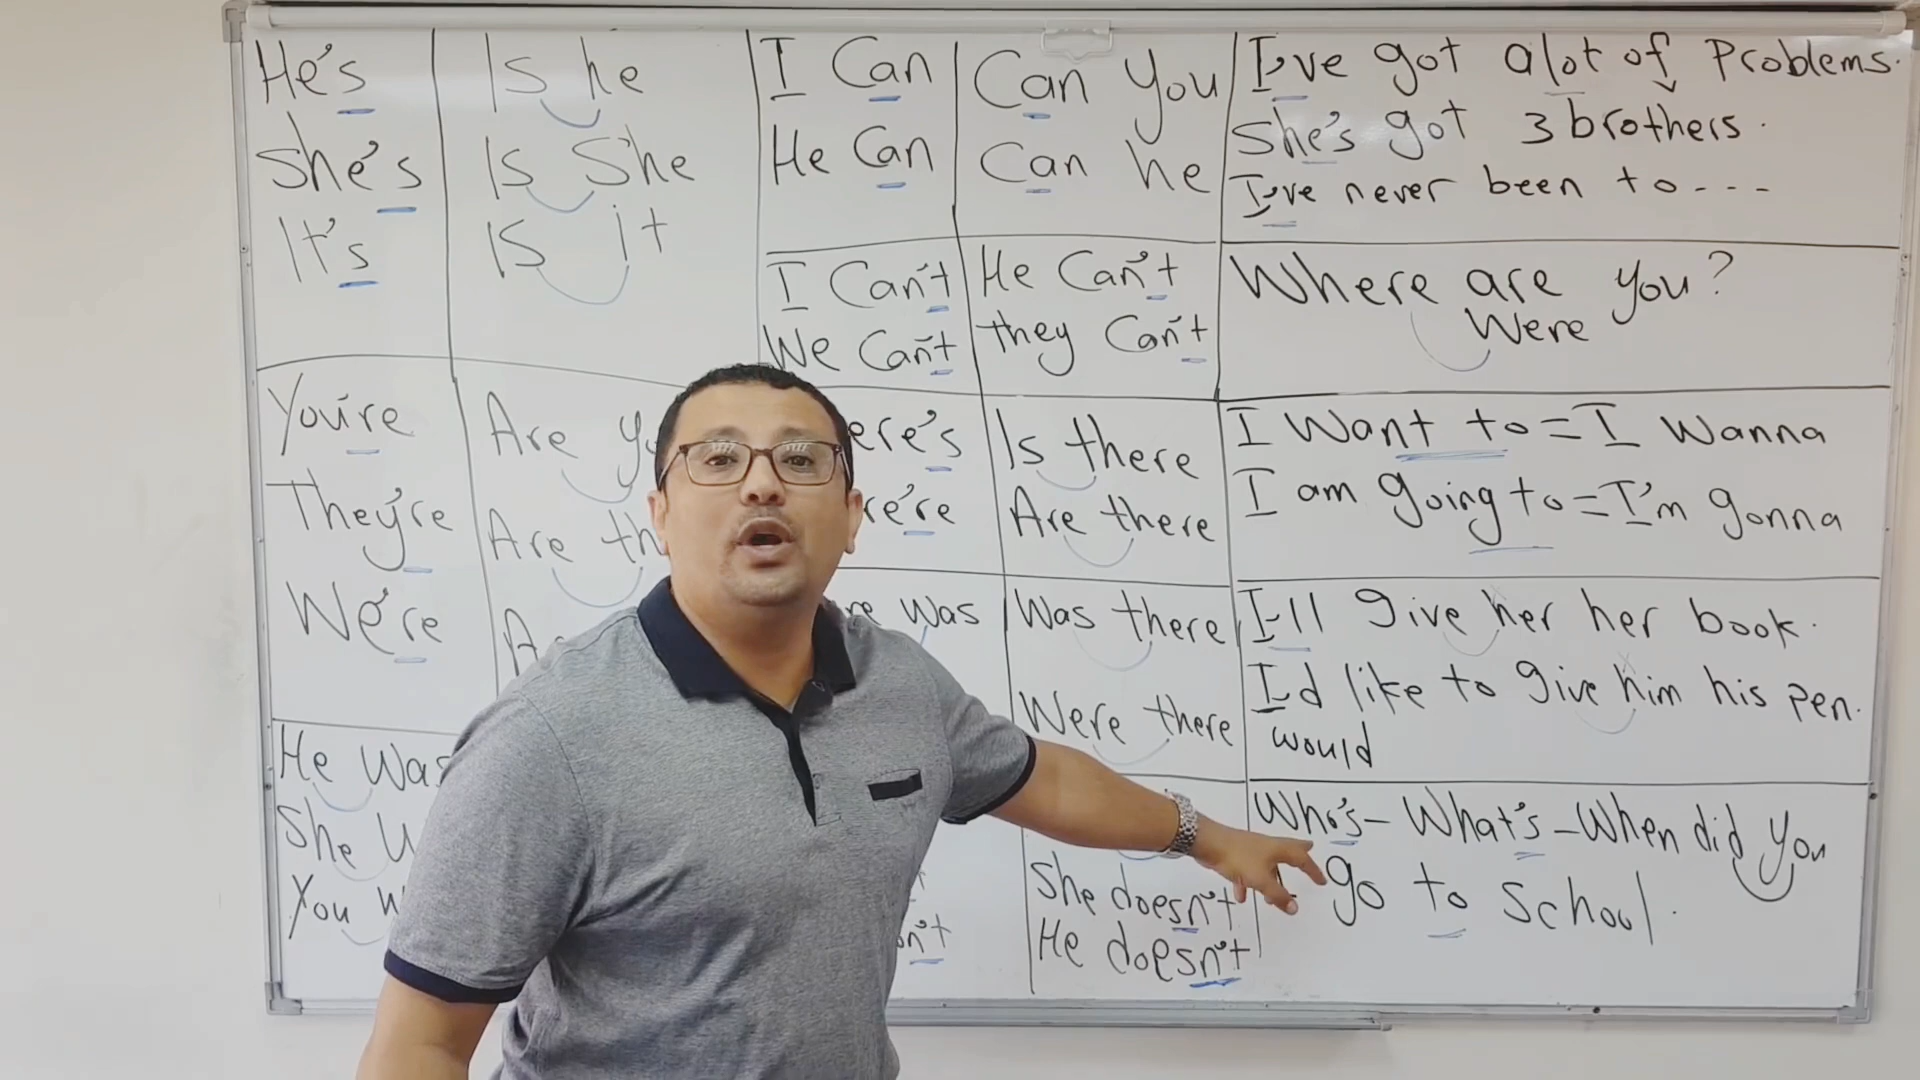 He's
She's
It's
Is he
Is She
Is it
I Can
He Can
Can You
Can he
I've got alot of Problems.
She's got 3 brothers.
I've never been to ---
I Can't
We Can't
He Can't
they Can't
Where are you?
Were
You're
They're
We're
Are
Are
Is there
Are there
I Want to = I Wanna
I am going to = I'm gonna
Was
Was there
Were there
I'll give her her book.
I'd like to give him his pen.
would
He Was
She
You
She doesn't
He doesn't
Who's - What's - When did you
I go to School.